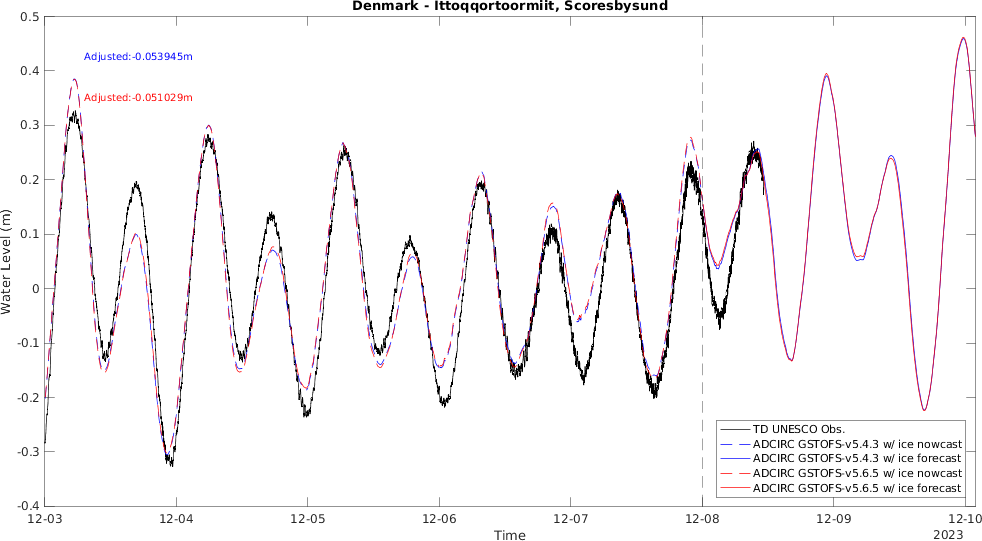 Denmark - Ittoqqortoormiit, Scoresbysund
0.5
0.4
0.3
0.2
0.1
0
-0.1
-0.2
-0.3
-0.4
Water Level (m)
Adjusted:-0.053945m
Adjusted:-0.051029m
TD UNESCO Obs.
ADCIRC GSTOFS-v5.4.3 w/ ice nowcast
ADCIRC GSTOFS-v5.4.3 w/ ice forecast
ADCIRC GSTOFS-v5.6.5 w/ ice nowcast
ADCIRC GSTOFS-v5.6.5 w/ ice forecast
12-03 12-04 12-05 12-06 12-07 12-08 12-09 12-10
Time
2023